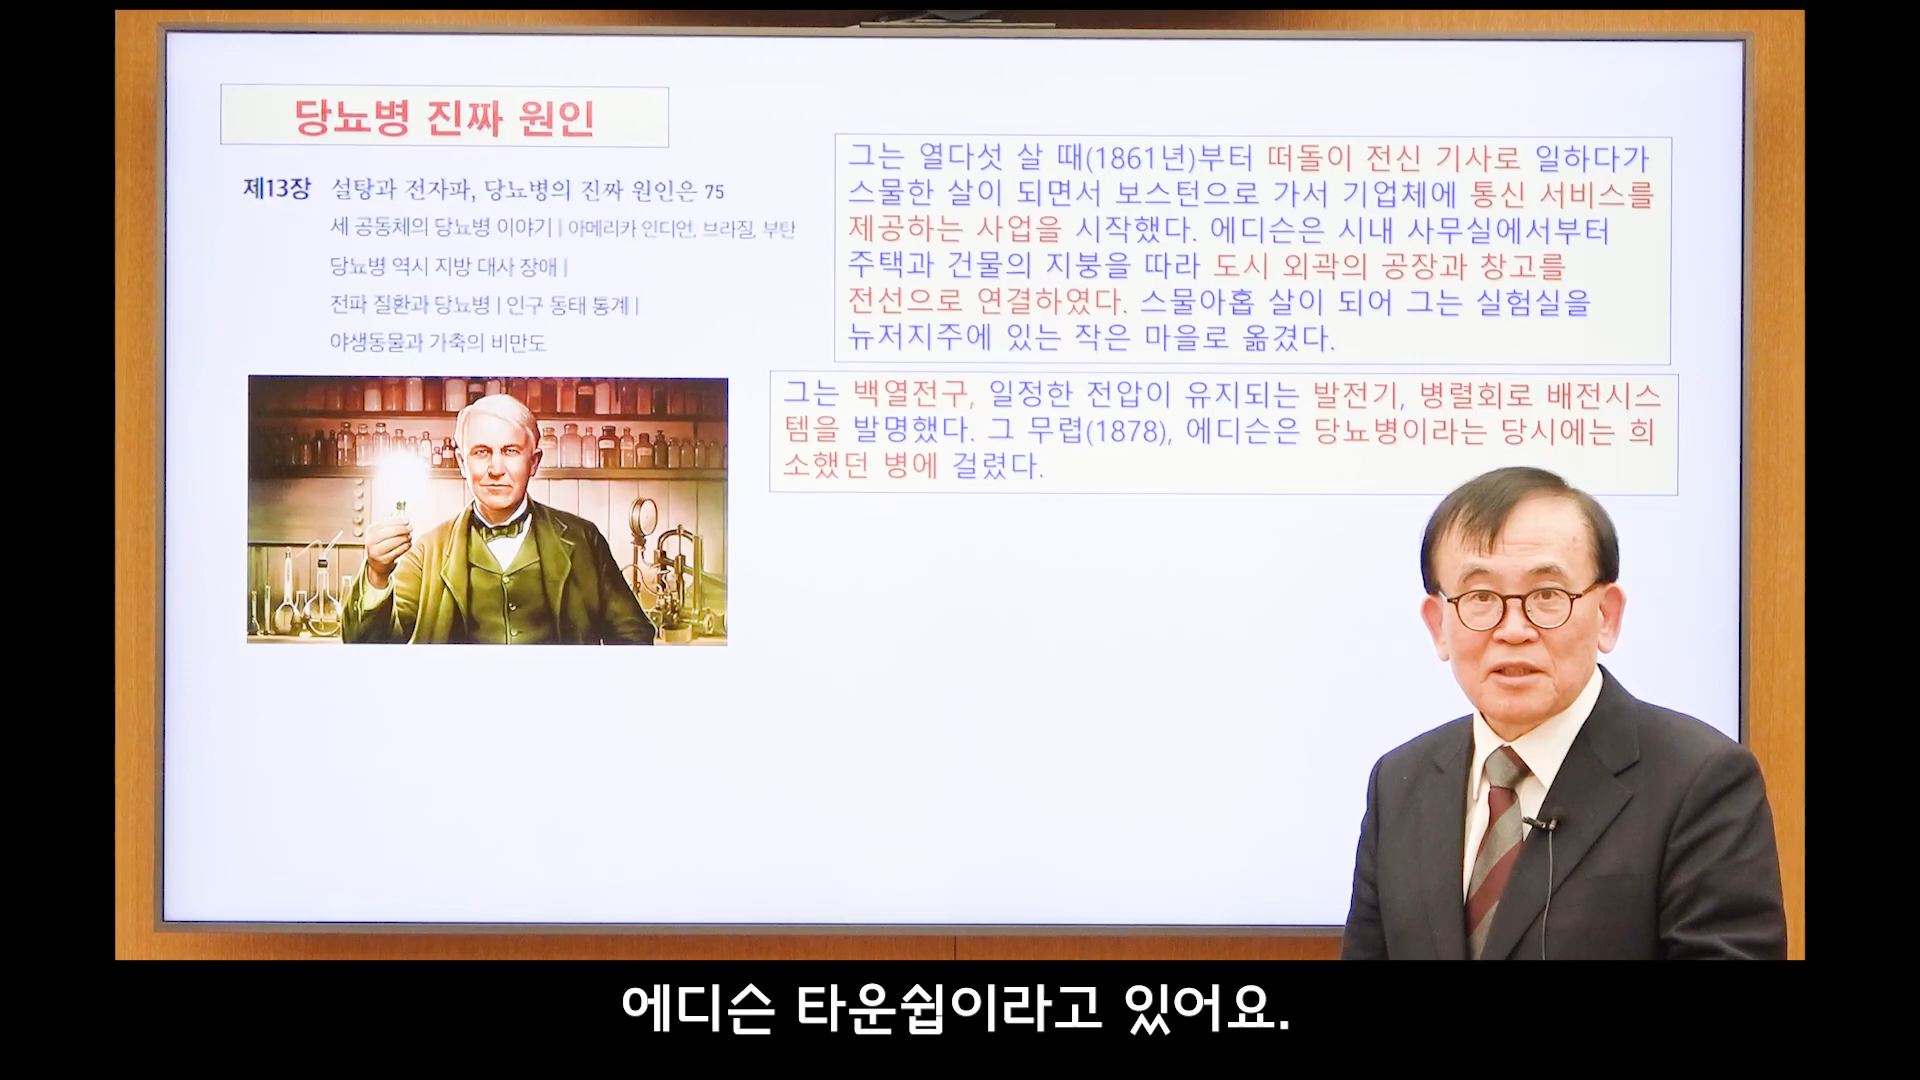 당뇨병 진짜 원인
제13장 설탕과 전자파, 당뇨병의 진짜 원인은 75
세 공동체의 당뇨병 이야기 | 아메리카 인디언, 브라질, 부탄
당뇨병 역시 지방 대사 장애 |
전파 질환과 당뇨병 | 인구 동태 통계 |
야생동물과 가축의 비만도
그는 열다섯 살 때(1861년)부터 떠돌이 전신 기사로 일하다가
스물한 살이 되면서 보스턴으로 가서 기업체에 통신 서비스를
제공하는 사업을 시작했다. 에디슨은 시내 사무실에서부터
주택과 건물의 지붕을 따라 도시 외곽의 공장과 창고를
전선으로 연결하였다. 스물아홉 살이 되어 그는 실험실을
뉴저지주에 있는 작은 마을로 옮겼다.
그는 백열전구, 일정한 전압이 유지되는 발전기, 병렬회로 배전시스
템을 발명했다. 그 무렵(1878), 에디슨은 당뇨병이라는 당시에는 희
소했던 병에 걸렸다.
에디슨 타운쉽이라고 있어요.